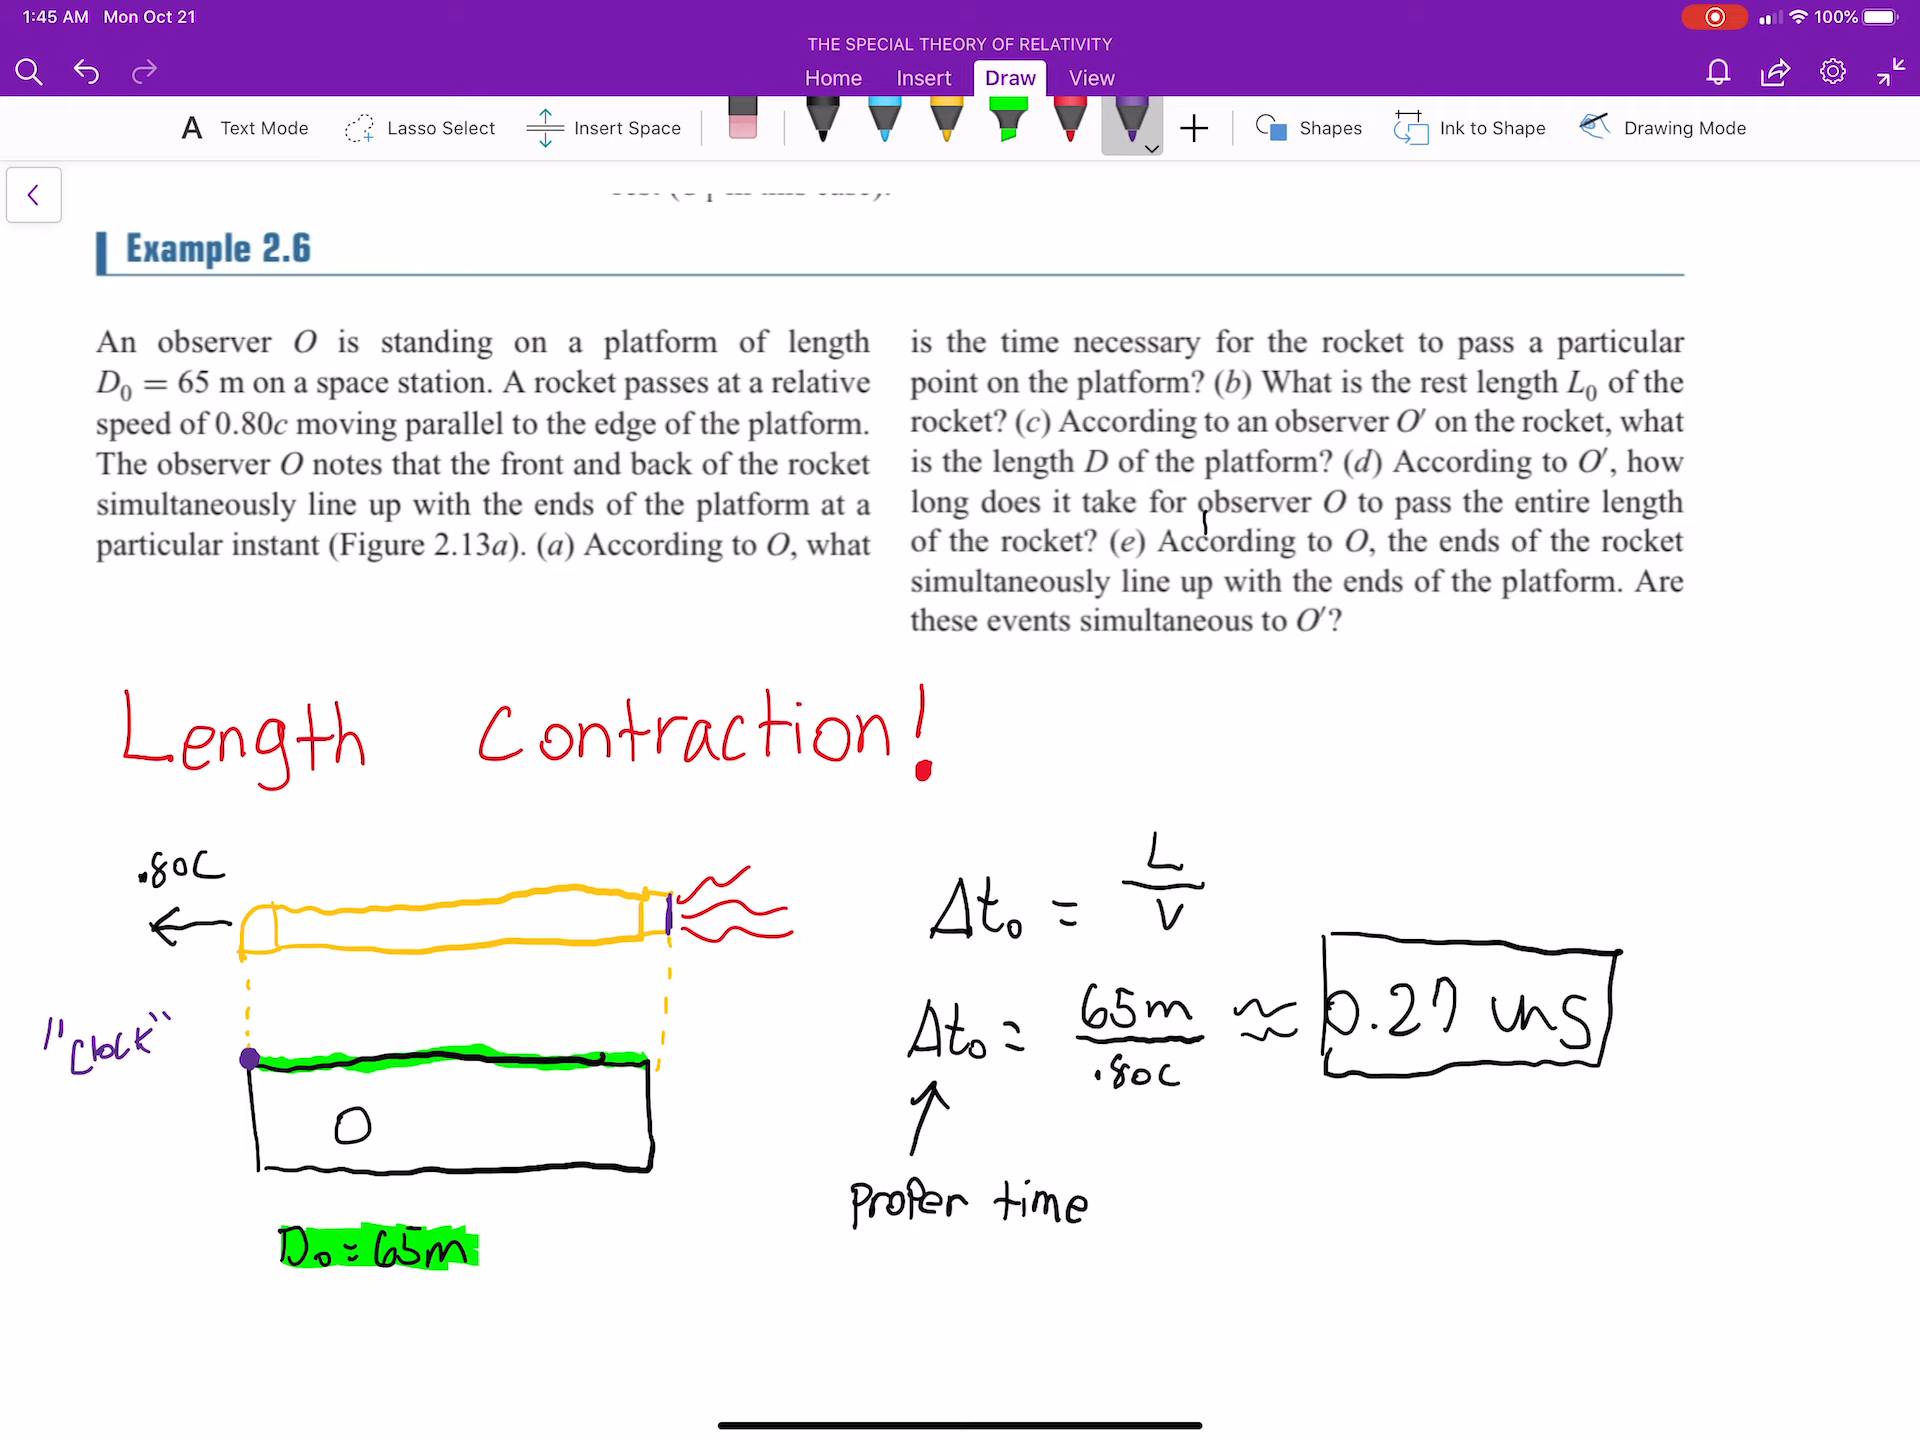 1:45 AM Mon Oct 21
100%
THE SPECIAL THEORY OF RELATIVITY
Home Insert Draw View
A Text Mode Lasso Select Insert Space Shapes Ink to Shape Drawing Mode
Example 2.6
An observer O is standing on a platform of length
D₀ = 65 m on a space station. A rocket passes at a relative
speed of 0.80c moving parallel to the edge of the platform.
The observer O notes that the front and back of the rocket
simultaneously line up with the ends of the platform at a
particular instant (Figure 2.13a). (a) According to O, what
is the time necessary for the rocket to pass a particular
point on the platform? (b) What is the rest length L₀ of the
rocket? (c) According to an observer O′ on the rocket, what
is the length D of the platform? (d) According to O′, how
long does it take for observer O to pass the entire length
of the rocket? (e) According to O, the ends of the rocket
simultaneously line up with the ends of the platform. Are
these events simultaneous to O′?
Length Contraction!
.80c
"Clock"
O
D₀ = 65m
Δt₀ = L/v
Δt₀ = 65m/.80c ≈ 0.27
Proper time